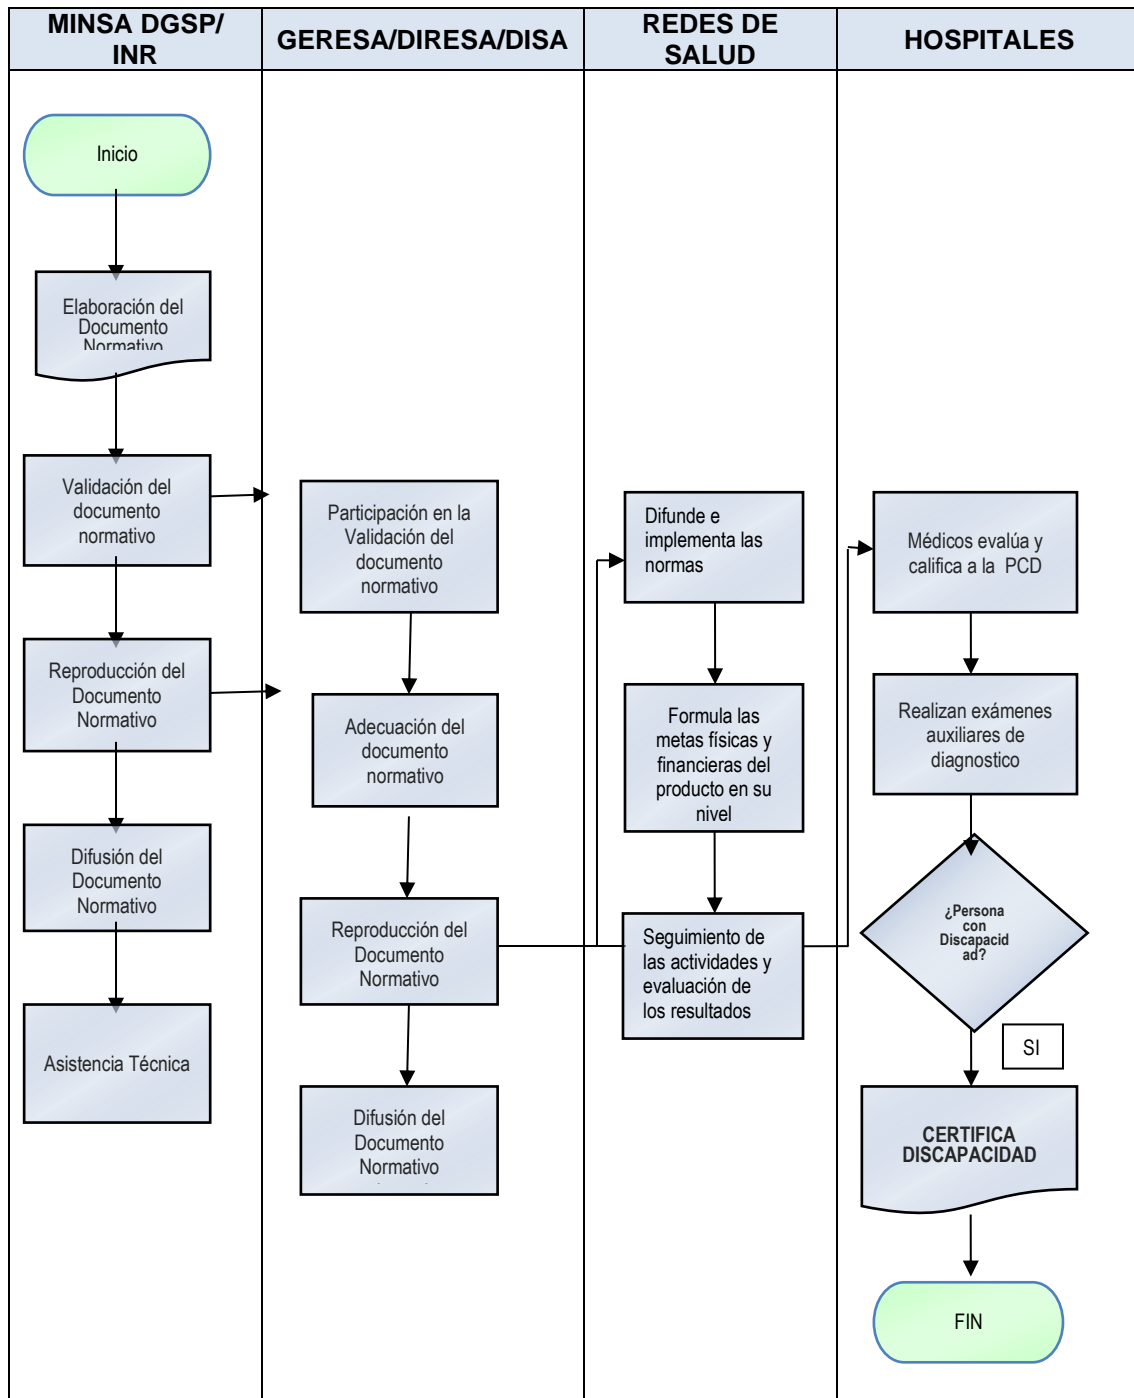 MINSA DGSP/
INR
GERESA/DIRESA/DISA
REDES DE
SALUD
HOSPITALES
Inicio
Elaboración del
Documento
Normativo
Validación del
documento
normativo
Reproducción del
Documento
Normativo
Difusión del
Documento
Normativo
Asistencia Técnica
Participación en la
Validación del
documento
normativo
Adecuación del
documento
normativo
Reproducción del
Documento
Normativo
Difusión del
Documento
Normativo
Difunde e
implementa las
normas
Formula las
metas físicas y
financieras del
producto en su
nivel
Seguimiento de
las actividades y
evaluación de
los resultados
Médicos evalúa y
califica a la PCD
Realizan exámenes
auxiliares de
diagnostico
¿Persona
con
Discapacid
ad?
SI
CERTIFICA
DISCAPACIDAD
FIN